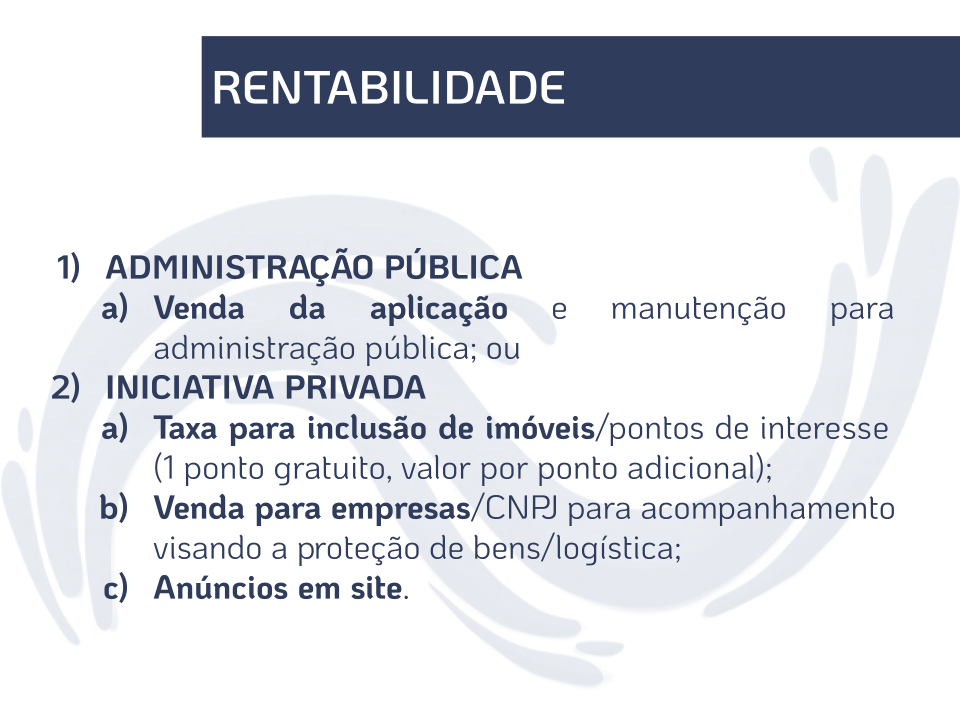 RENTABILIDADE
1) ADMINISTRAÇÃO PÚBLICA
a) Venda da aplicação e manutenção para
administração pública; ou
2) INICIATIVA PRIVADA
a) Taxa para inclusão de imóveis/pontos de interesse
(1 ponto gratuito, valor por ponto adicional);
b) Venda para empresas/CNPJ para acompanhamento
visando a proteção de bens/logística;
c) Anúncios em site.